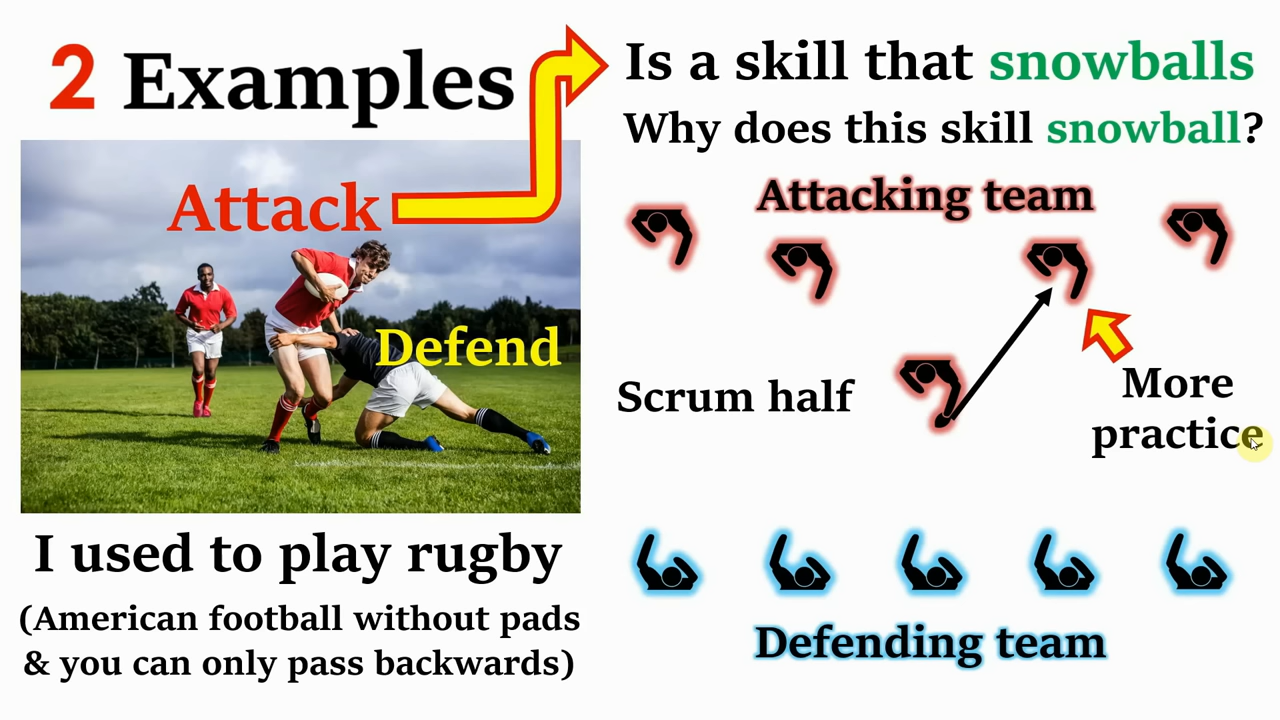 2 Examples
Attack
Defend
I used to play rugby
(American football without pads
& you can only pass backwards)
Is a skill that snowballs
Why does this skill snowball?
Attacking team
Scrum half
More
practice
Defending team